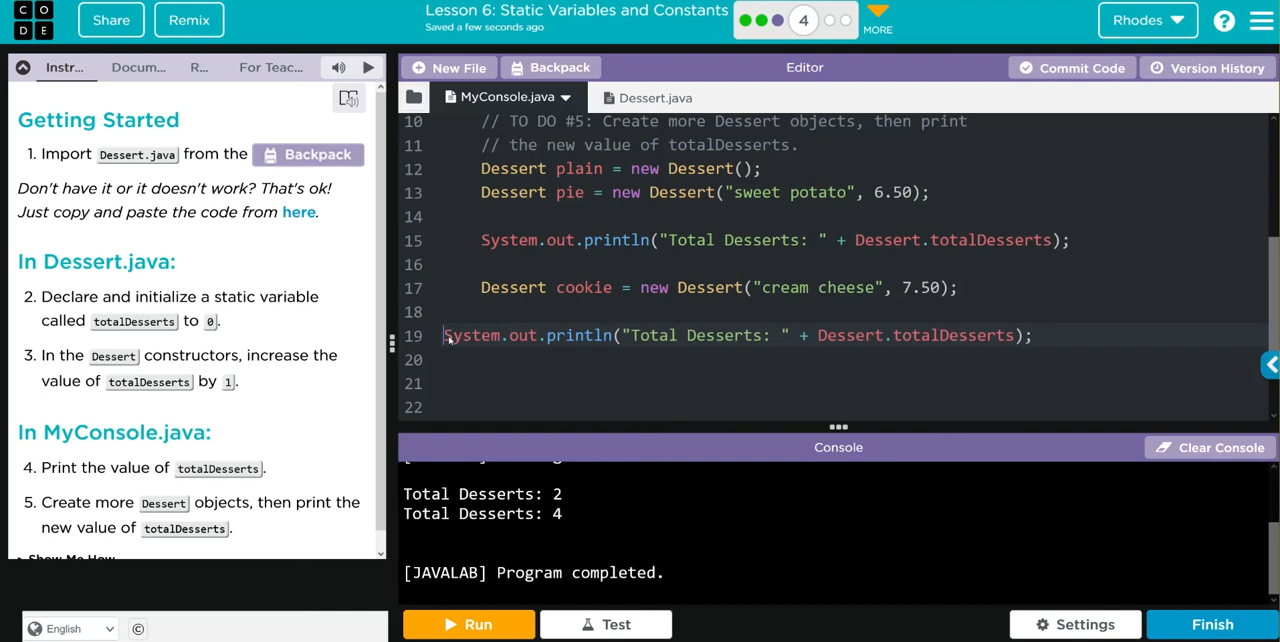 C O
D E
Share
Remix
Lesson 6: Static Variables and Constants
Saved a few seconds ago
4
MORE
Rhodes
?
Instr...
Docum...
R...
For Teac...
New File
Backpack
Editor
Commit Code
Version History
MyConsole.java
Dessert.java
Getting Started
1. Import Dessert.java from the Backpack
Don't have it or it doesn't work? That's ok!
Just copy and paste the code from here.
In Dessert.java:
2. Declare and initialize a static variable
called totalDesserts to 0.
3. In the Dessert constructors, increase the
value of totalDesserts by 1.
In MyConsole.java:
4. Print the value of totalDesserts.
5. Create more Dessert objects, then print the
new value of totalDesserts.
Show Me How
10 // TO DO #5: Create more Dessert objects, then print
11 // the new value of totalDesserts.
12 Dessert plain = new Dessert();
13 Dessert pie = new Dessert("sweet potato", 6.50);
14
15 System.out.println("Total Desserts: " + Dessert.totalDesserts);
16
17 Dessert cookie = new Dessert("cream cheese", 7.50);
18
19 System.out.println("Total Desserts: " + Dessert.totalDesserts);
20
21
22
Console
Clear Console
Total Desserts: 2
Total Desserts: 4
[JAVALAB] Program completed.
English
©
Run
Test
Settings
Finish